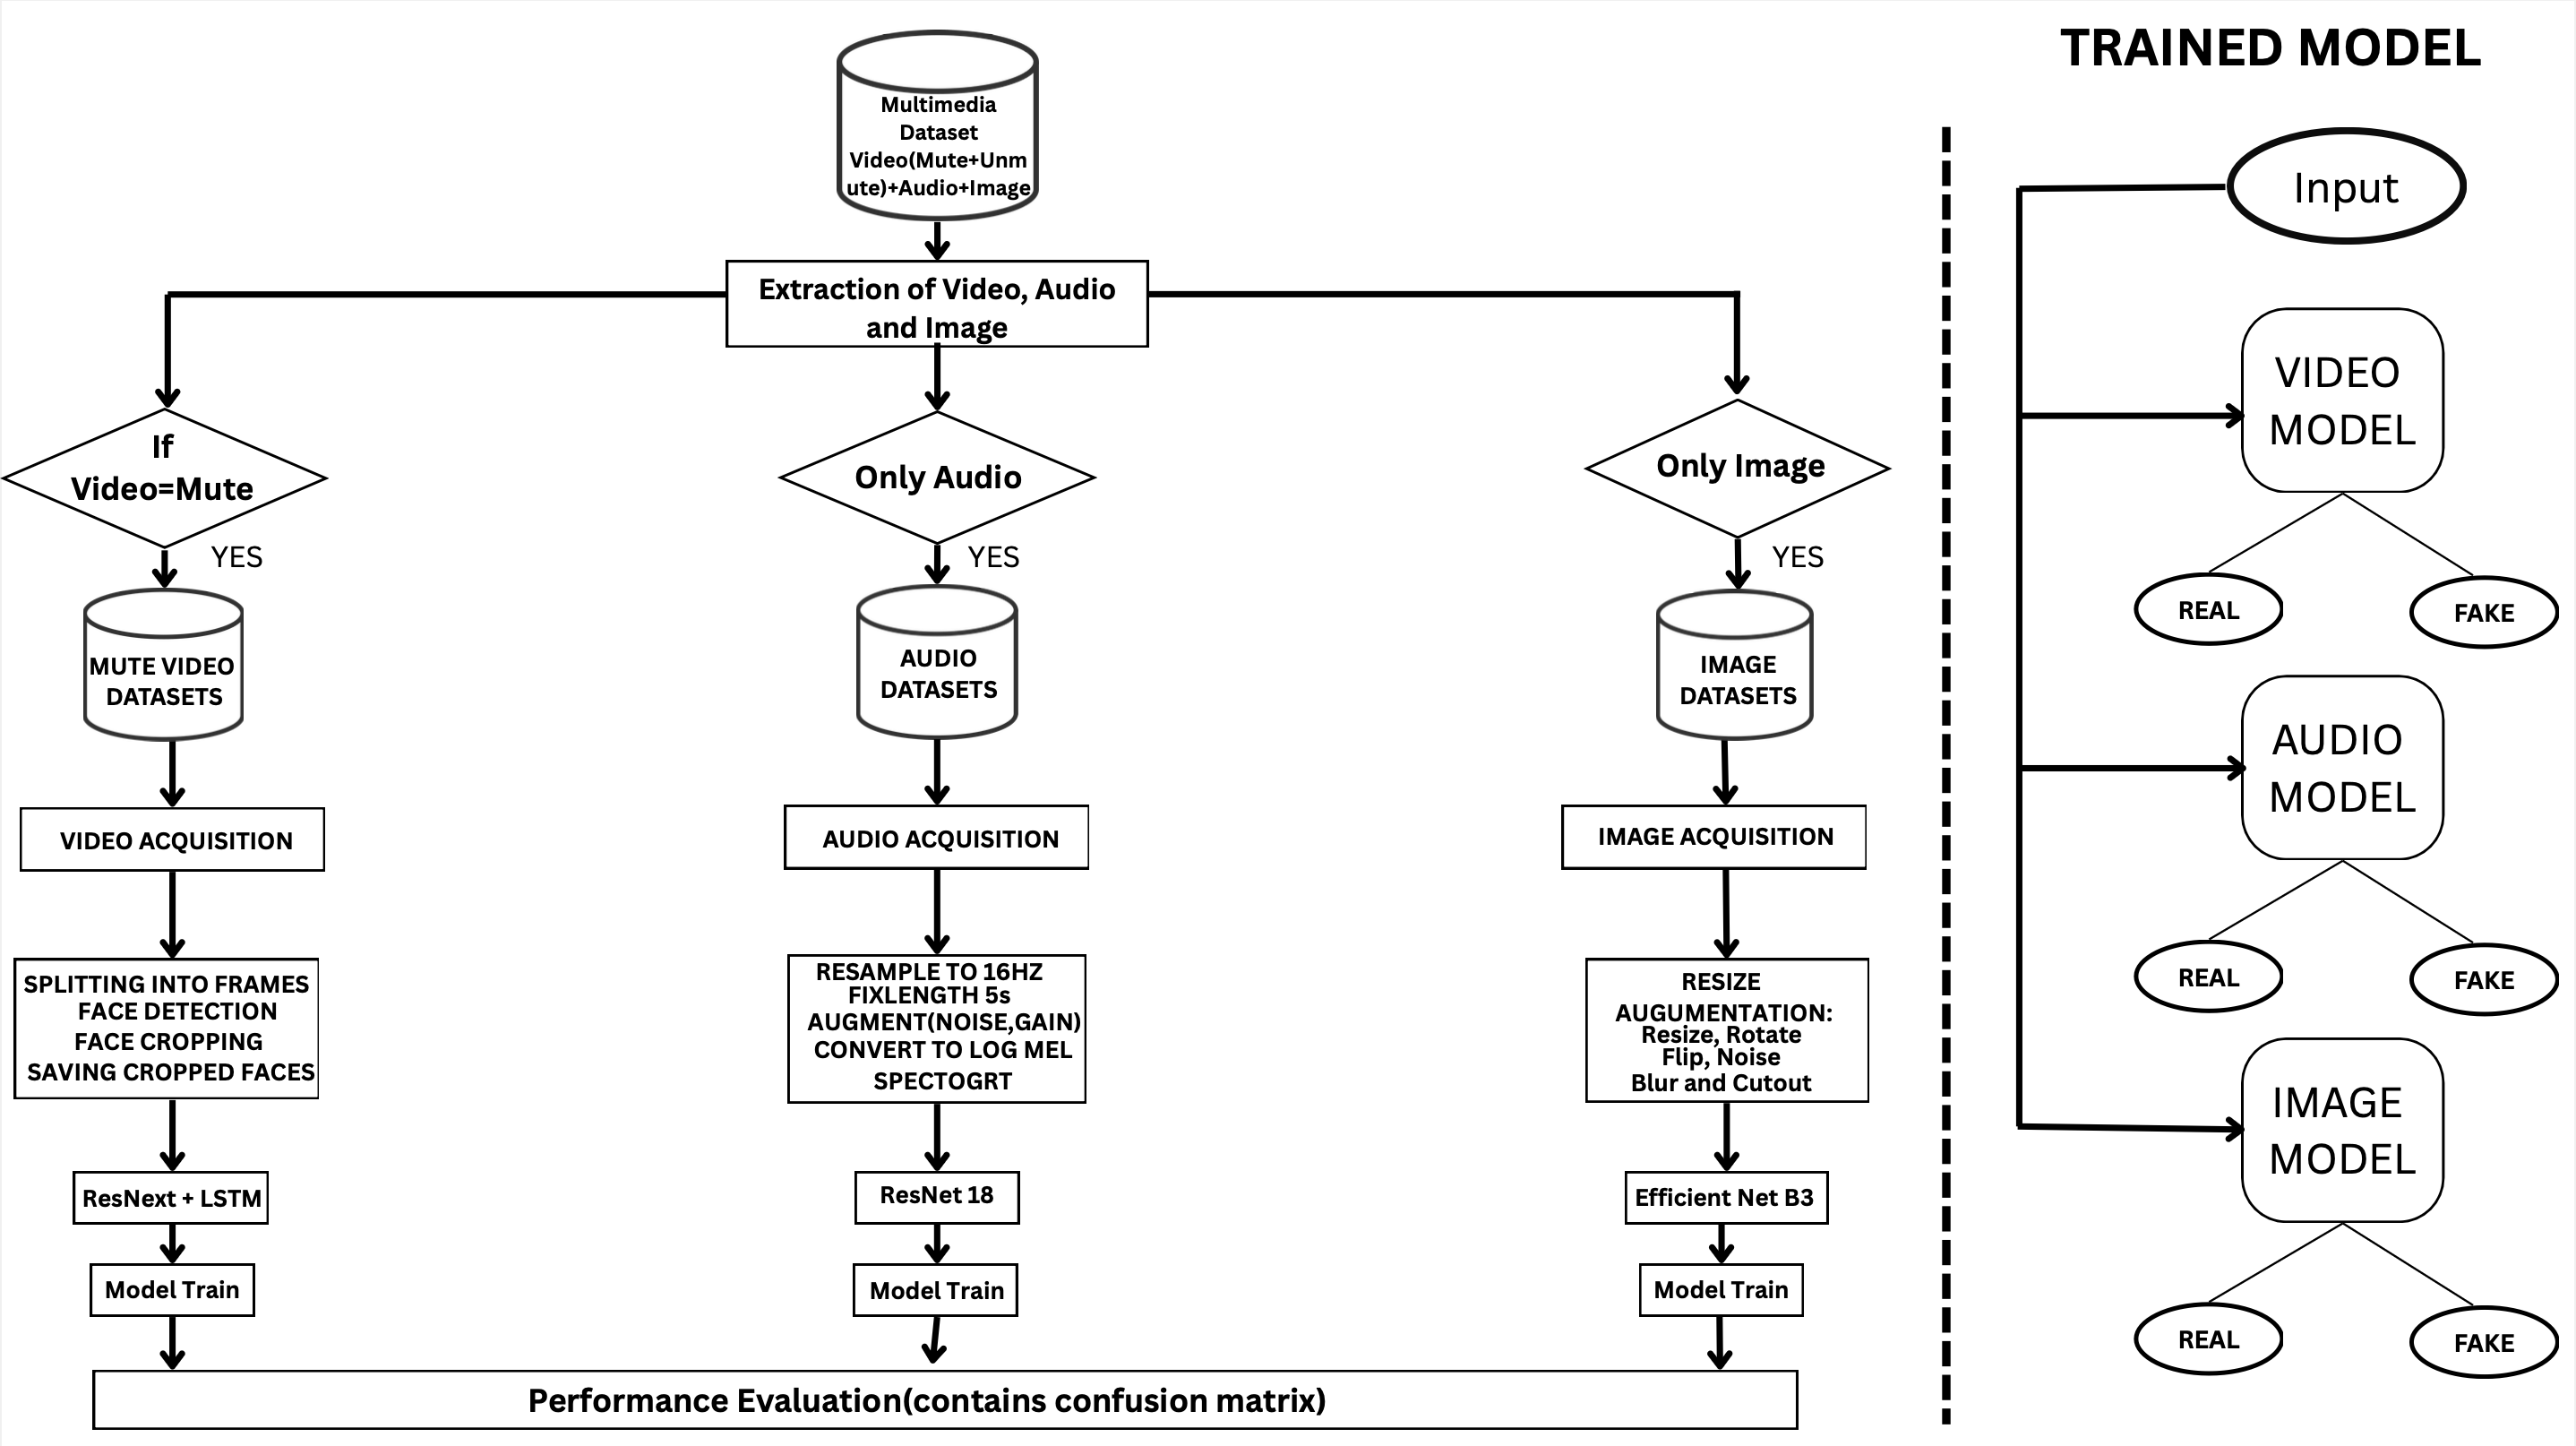 TRAINED MODEL
Multimedia
Dataset
Video(Mute+Unm
ute)+Audio+Image
Extraction of Video, Audio
and Image
If
Video=Mute
YES
MUTE VIDEO
DATASETS
VIDEO ACQUISITION
SPLITTING INTO FRAMES
FACE DETECTION
FACE CROPPING
SAVING CROPPED FACES
ResNext + LSTM
Model Train
Only Audio
YES
AUDIO
DATASETS
AUDIO ACQUISITION
RESAMPLE TO 16HZ
FIXLENGTH 5s
AUGMENT(NOISE,GAIN)
CONVERT TO LOG MEL
SPECTOGRT
ResNet 18
Model Train
Only Image
YES
IMAGE
DATASETS
IMAGE ACQUISITION
RESIZE
AUGUMENTATION:
Resize, Rotate
Flip, Noise
Blur and Cutout
Efficient Net B3
Model Train
Performance Evaluation(contains confusion matrix)
Input
VIDEO
MODEL
REAL
FAKE
AUDIO
MODEL
REAL
FAKE
IMAGE
MODEL
REAL
FAKE